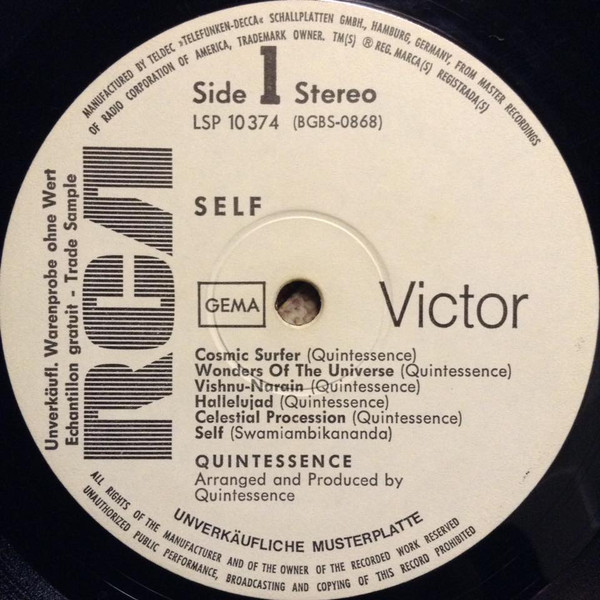 MANUFACTURED BY TELDEC »TELEFUNKEN-DECCA« SCHALLPLATTEN GMBH., HAMBURG, GERMANY, FROM MASTER RECORDINGS
OF RADIO CORPORATION OF AMERICA, TRADEMARK OWNER. TM(S) ® REG. MARCA(S) REGISTRADA(S)
Side 1 Stereo
LSP 10374 (BGBS-0868)
Unverkäufl. Warenprobe ohne Wert
Echantillon gratuit - Trade Sample
RCA
SELF
GEMA
Victor
Cosmic Surfer (Quintessence)
Wonders Of The Universe (Quintessence)
Vishnu-Narain (Quintessence)
Hallelujad (Quintessence)
Celestial Procession (Quintessence)
Self (Swamiambikananda)
QUINTESSENCE
Arranged and Produced by
Quintessence
UNVERKÄUFLICHE MUSTERPLATTE
ALL RIGHTS OF THE MANUFACTURER AND OF THE OWNER OF THE RECORDED WORK RESERVED
UNAUTHORIZED PUBLIC PERFORMANCE, BROADCASTING AND COPYING OF THIS RECORD PROHIBITED